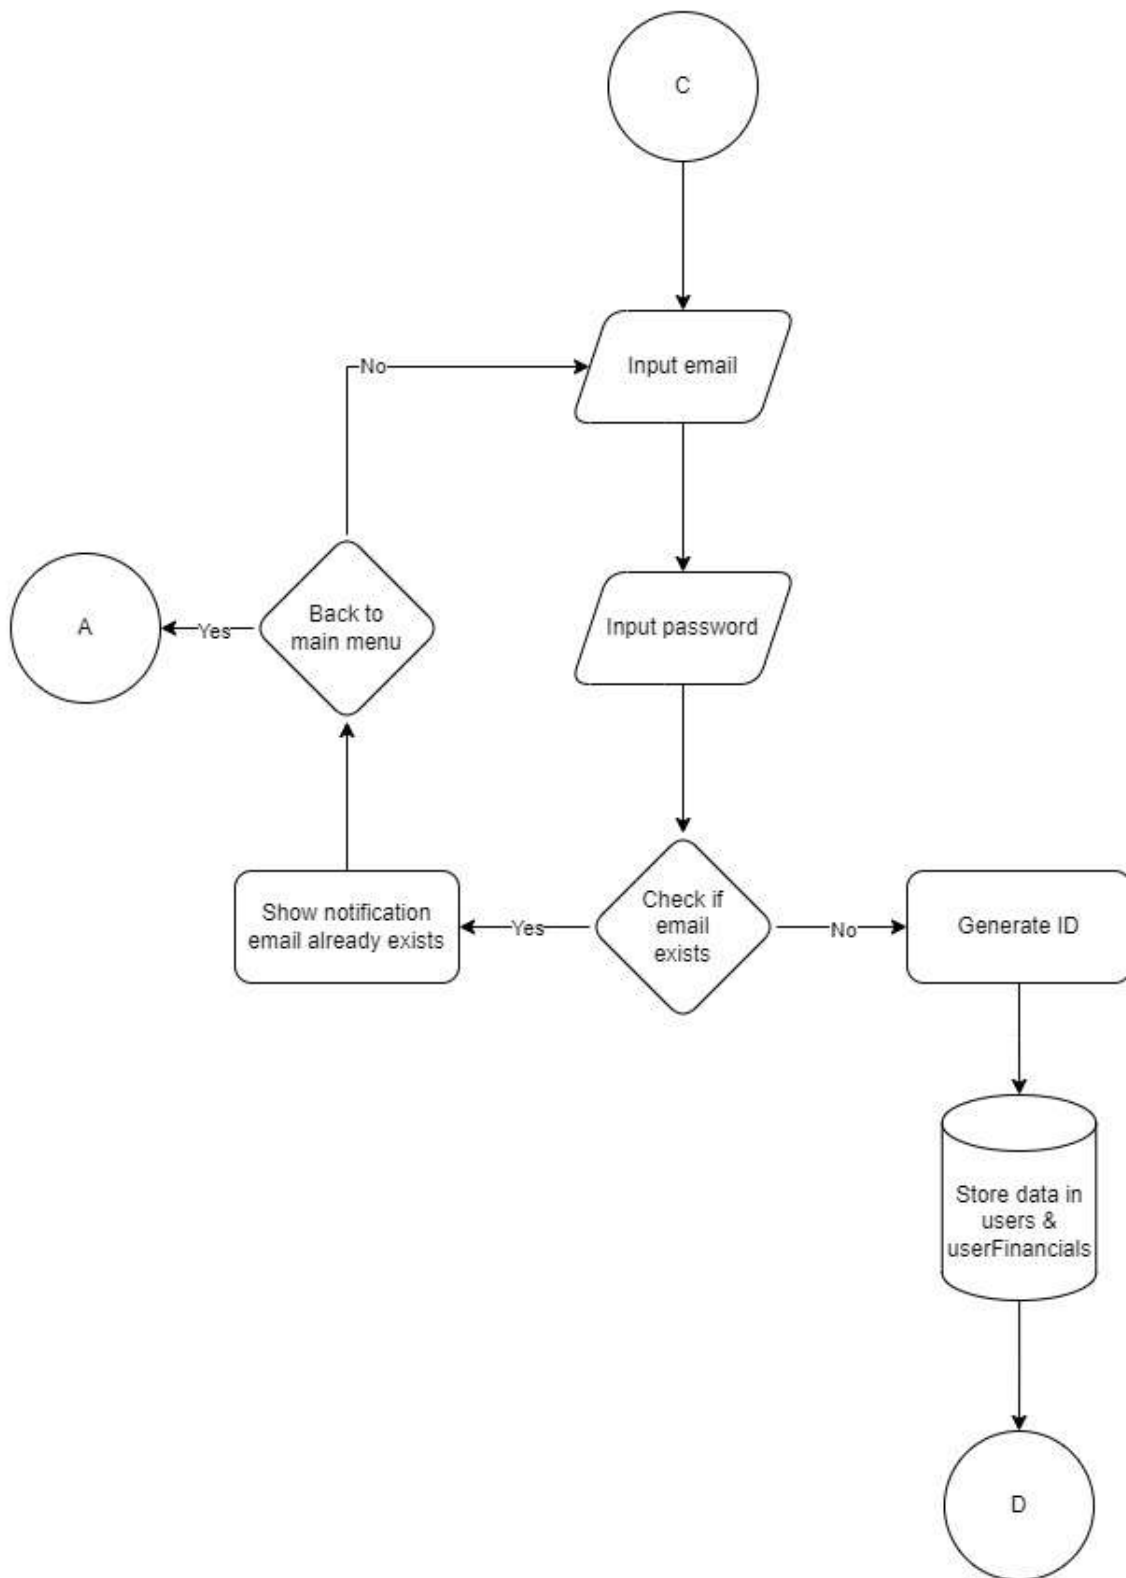 C
Input email
No
Back to
main menu
Yes
A
Input password
Check if
email
exists
Yes
Show notification
email already exists
No
Generate ID
Store data in
users &
userFinancials
D